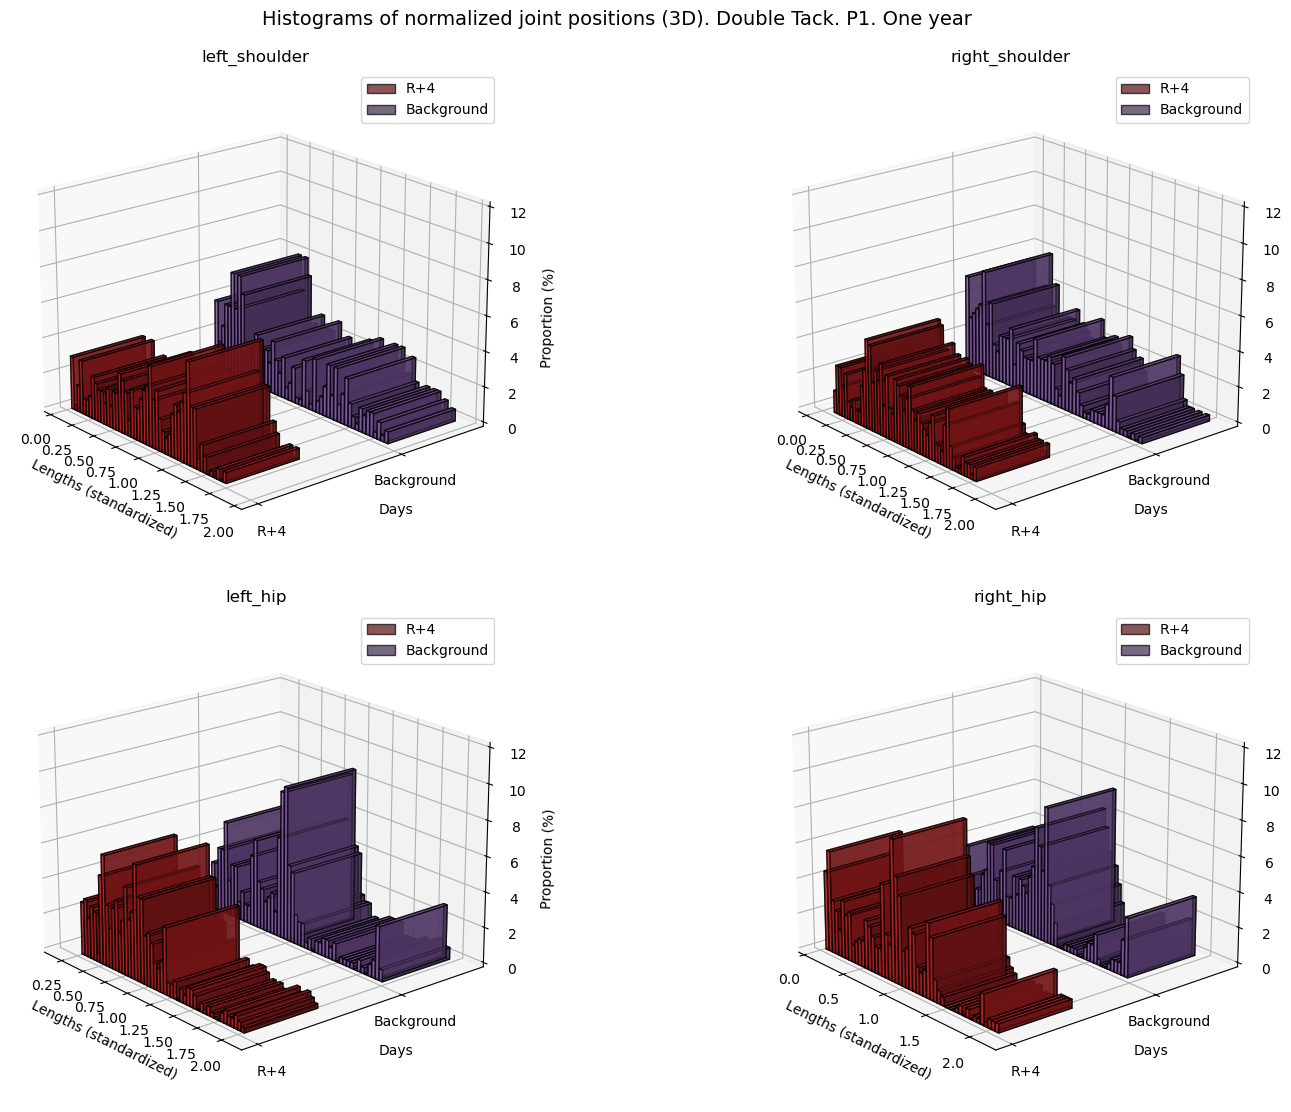 Histograms of normalized joint positions (3D). Double Tack. P1. One year
left_shoulder
R+4
Background
12
10
8
6
4
2
0
Proportion (%)
0.00
0.25
0.50
0.75
1.00
1.25
1.50
1.75
2.00
Lengths (standardized)
Background
R+4
Days
right_shoulder
R+4
Background
12
10
8
6
4
2
0
0.00
0.25
0.50
0.75
1.00
1.25
1.50
1.75
2.00
Lengths (standardized)
Background
R+4
Days
left_hip
R+4
Background
12
10
8
6
4
2
0
Proportion (%)
0.25
0.50
0.75
1.00
1.25
1.50
1.75
2.00
Lengths (standardized)
Background
R+4
Days
right_hip
R+4
Background
12
10
8
6
4
2
0
0.0
0.5
1.0
1.5
2.0
Lengths (standardized)
Background
R+4
Days